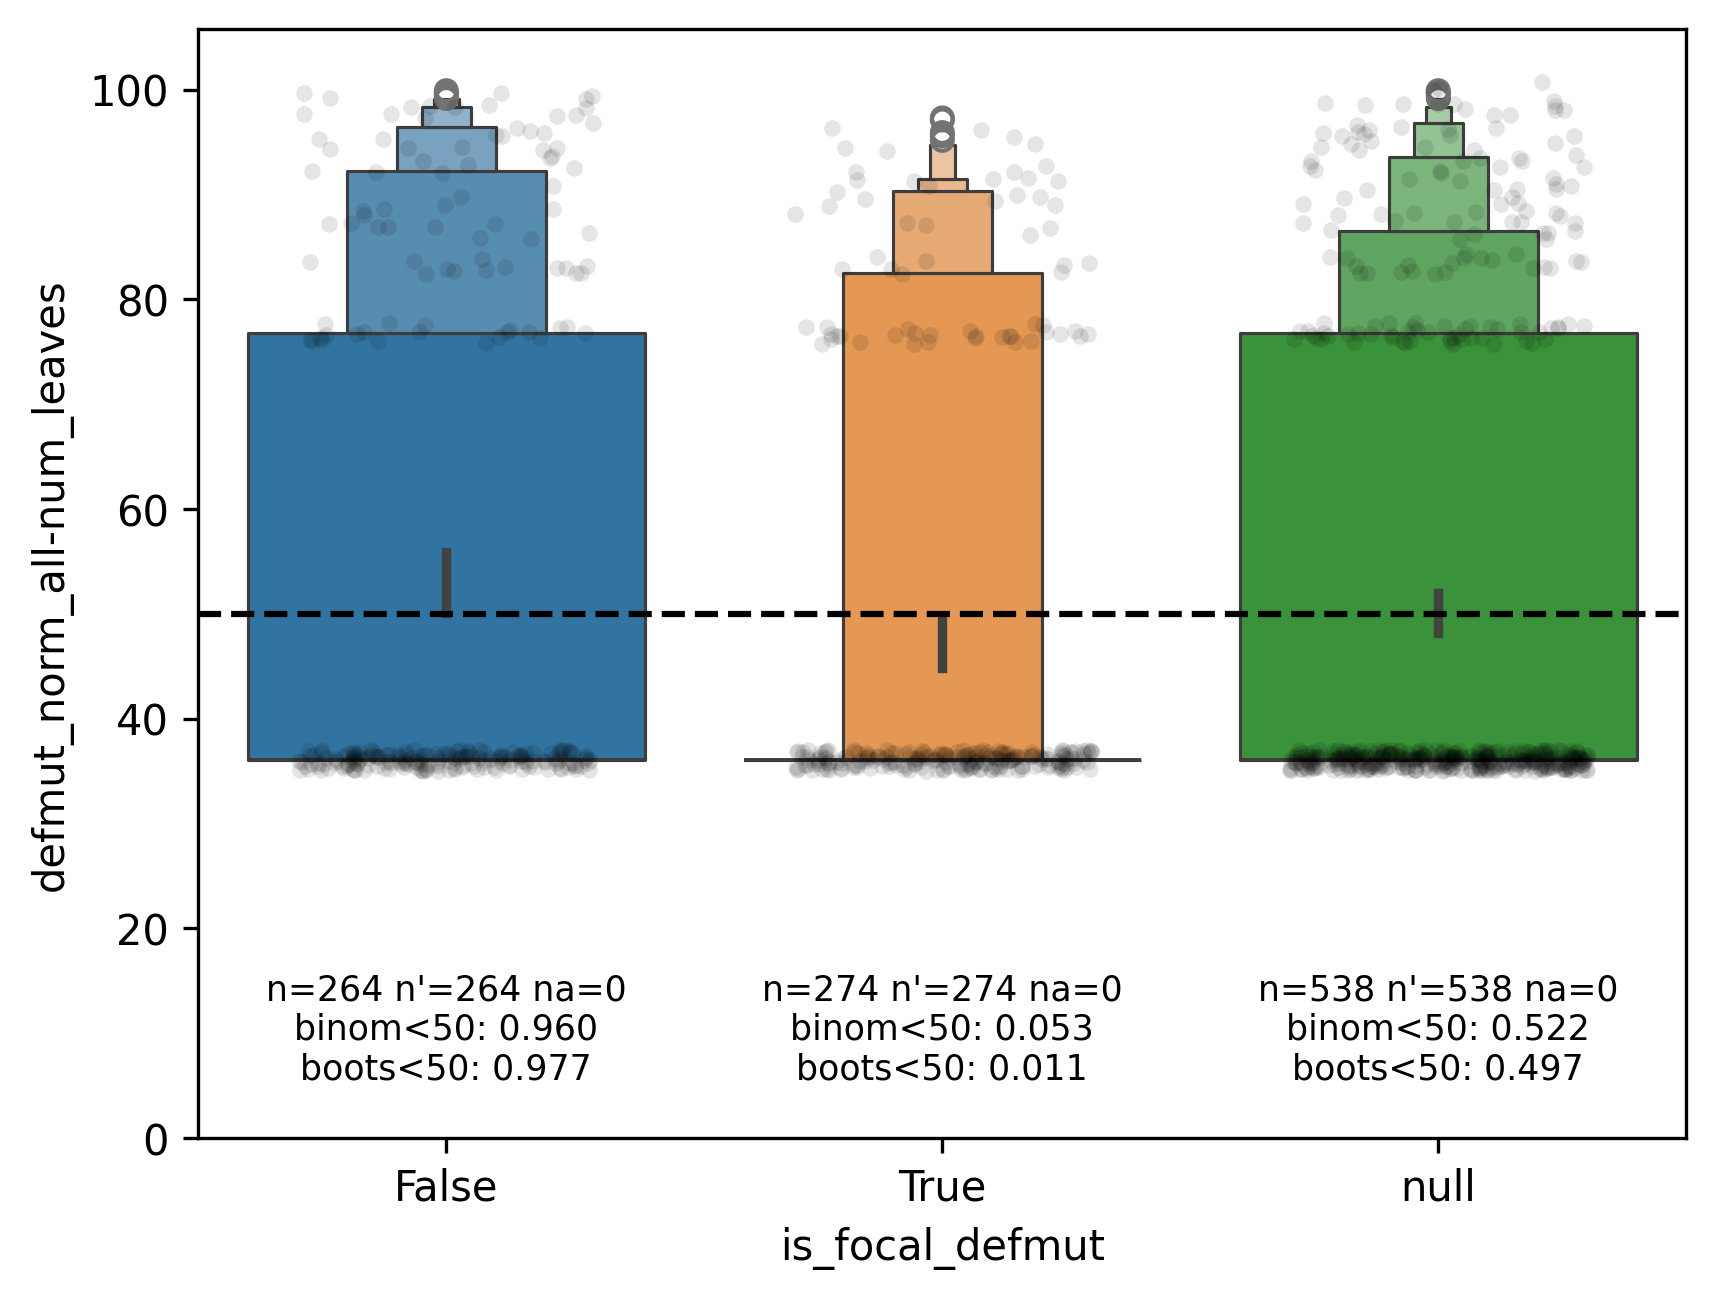 defmut_norm_all-num_leaves
100
80
60
40
20
0
n=264 n'=264 na=0
binom<50: 0.960
boots<50: 0.977
n=274 n'=274 na=0
binom<50: 0.053
boots<50: 0.011
n=538 n'=538 na=0
binom<50: 0.522
boots<50: 0.497
False
True
null
is_focal_defmut